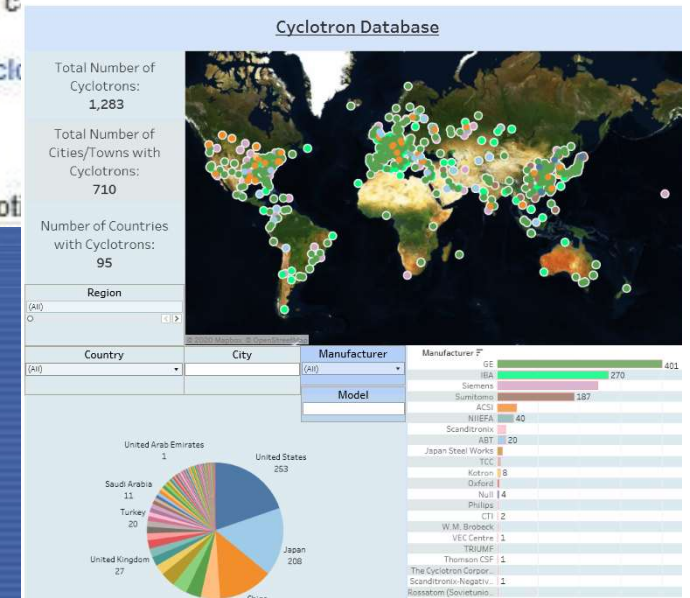 Cyclotron Database
Total Number of
Cyclotrons:
1,283
Total Number of
Cities/Towns with
Cyclotrons:
710
Number of Countries
with Cyclotrons:
95
Region
(All)
© 2020 Mapbox © OpenStreetMap
Country
(All)
City
Manufacturer
(All)
Model
United Arab Emirates
1
United States
253
Saudi Arabia
11
Turkey
20
United Kingdom
27
Japan
208
China
Manufacturer
GE 401
IBA 270
Siemens
Sumitomo 187
ACSI
NIIEFA 40
Scanditronix
ABT 20
Japan Steel Works
TCC
Kotron 8
Oxford
Null 4
Philips
CTI 2
W.M. Brobeck
VEC Centre 1
TRIUMF
Thomson CSF 1
The Cyclotron Corpor..
Scanditronix-Negativ.. 1
Rossatom (Sovietunio..